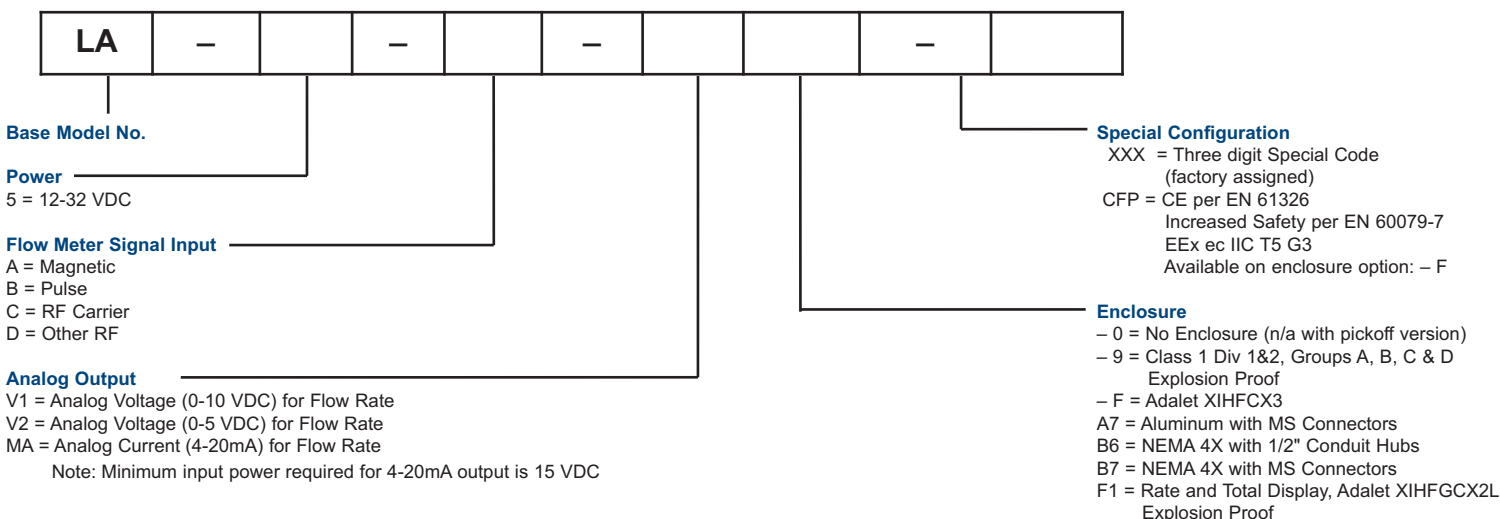 LA – – – –
Base Model No.
Power
5 = 12-32 VDC
Flow Meter Signal Input
A = Magnetic
B = Pulse
C = RF Carrier
D = Other RF
Analog Output
V1 = Analog Voltage (0-10 VDC) for Flow Rate
V2 = Analog Voltage (0-5 VDC) for Flow Rate
MA = Analog Current (4-20mA) for Flow Rate
Note: Minimum input power required for 4-20mA output is 15 VDC
Special Configuration
XXX = Three digit Special Code
(factory assigned)
CFP = CE per EN 61326
Increased Safety per EN 60079-7
EEx ec IIC T5 G3
Available on enclosure option: – F
Enclosure
– 0 = No Enclosure (n/a with pickoff version)
– 9 = Class 1 Div 1&2, Groups A, B, C & D
Explosion Proof
– F = Adalet XIHFCX3
A7 = Aluminum with MS Connectors
B6 = NEMA 4X with 1/2" Conduit Hubs
B7 = NEMA 4X with MS Connectors
F1 = Rate and Total Display, Adalet XIHFGCX2L
Explosion Proof